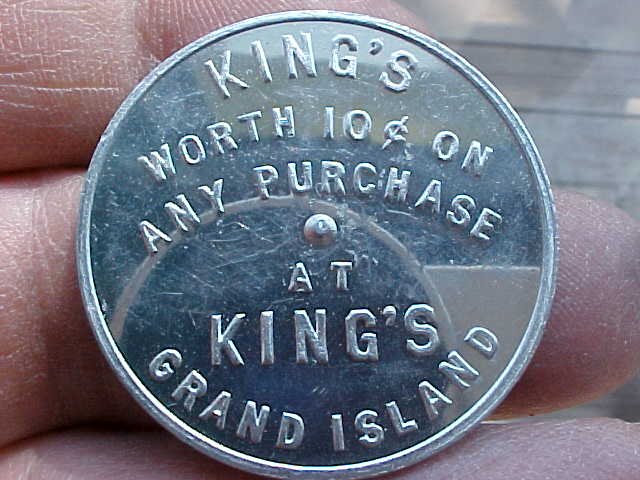 KING'S
WORTH 10¢ ON
ANY PURCHASE
AT
KING'S
GRAND ISLAND